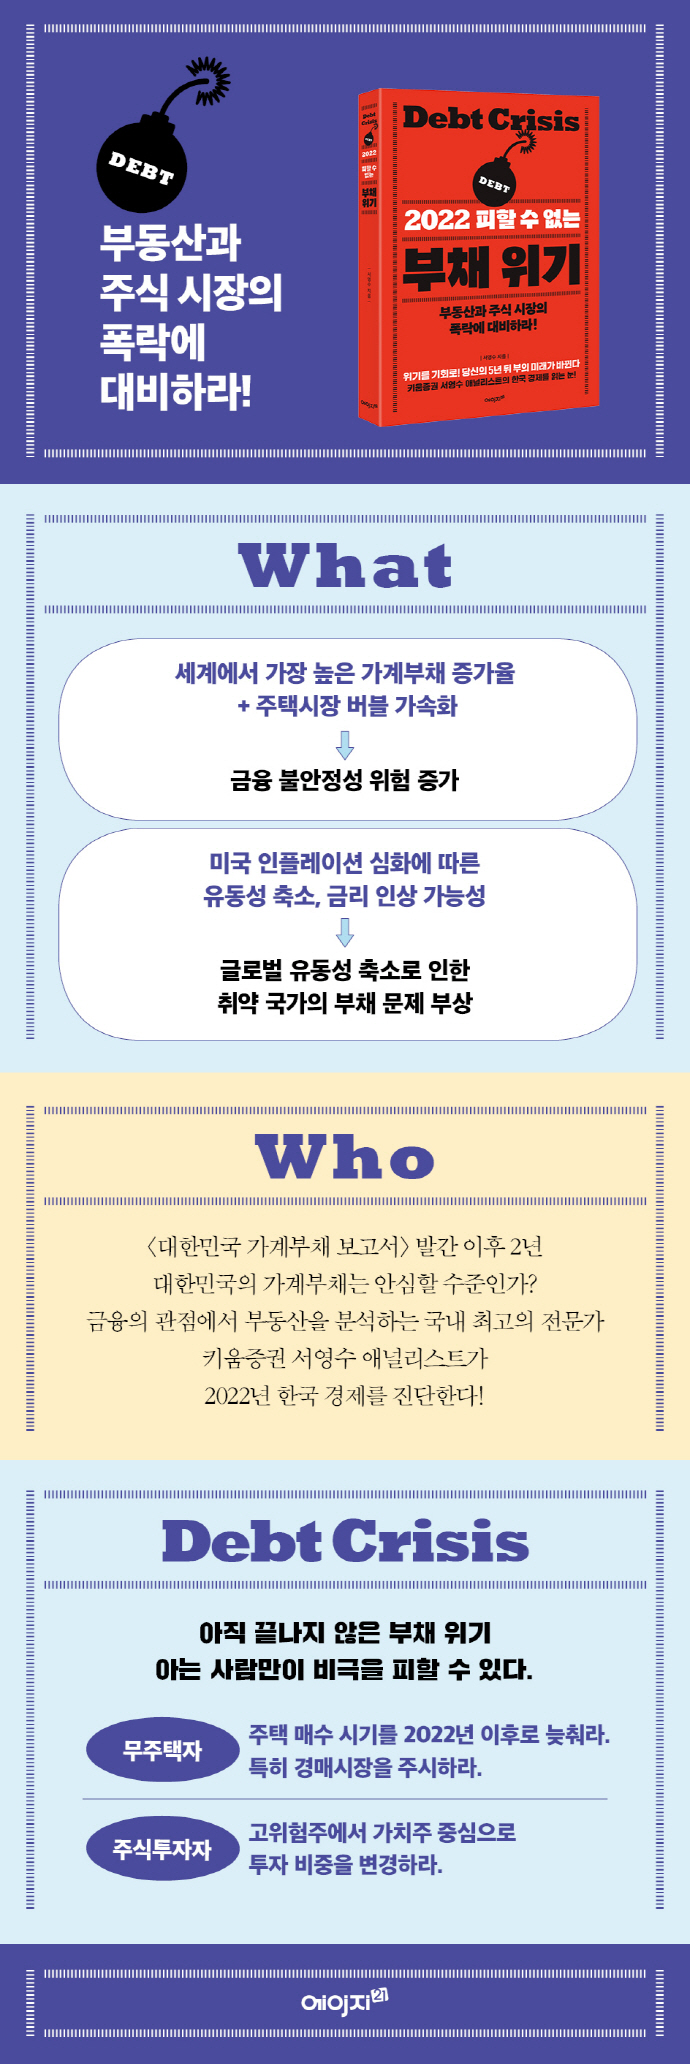 DEBT
부동산과
주식 시장의
폭락에
대비하라!
Debt
Crisis
2022
피할 수
없는
부채
위기
Debt Crisis
DEBT
2022 피할 수 없는
부채 위기
부동산과 주식 시장의
폭락에 대비하라!
| 서영수 지음 |
위기를 기회로! 당신의 5년 뒤 부의 미래가 바뀐다
키움증권 서영수 애널리스트의 한국 경제를 읽는 눈!
에이지21
What
세계에서 가장 높은 가계부채 증가율
+ 주택시장 버블 가속화
금융 불안정성 위험 증가
미국 인플레이션 심화에 따른
유동성 축소, 금리 인상 가능성
글로벌 유동성 축소로 인한
취약 국가의 부채 문제 부상
Who
〈대한민국 가계부채 보고서〉 발간 이후 2년
대한민국의 가계부채는 안심할 수준인가?
금융의 관점에서 부동산을 분석하는 국내 최고의 전문가
키움증권 서영수 애널리스트가
2022년 한국 경제를 진단한다!
Debt Crisis
아직 끝나지 않은 부채 위기
아는 사람만이 비극을 피할 수 있다.
무주택자
주택 매수 시기를 2022년 이후로 늦춰라.
특히 경매시장을 주시하라.
주식투자자
고위험주에서 가치주 중심으로
투자 비중을 변경하라.
에이지21